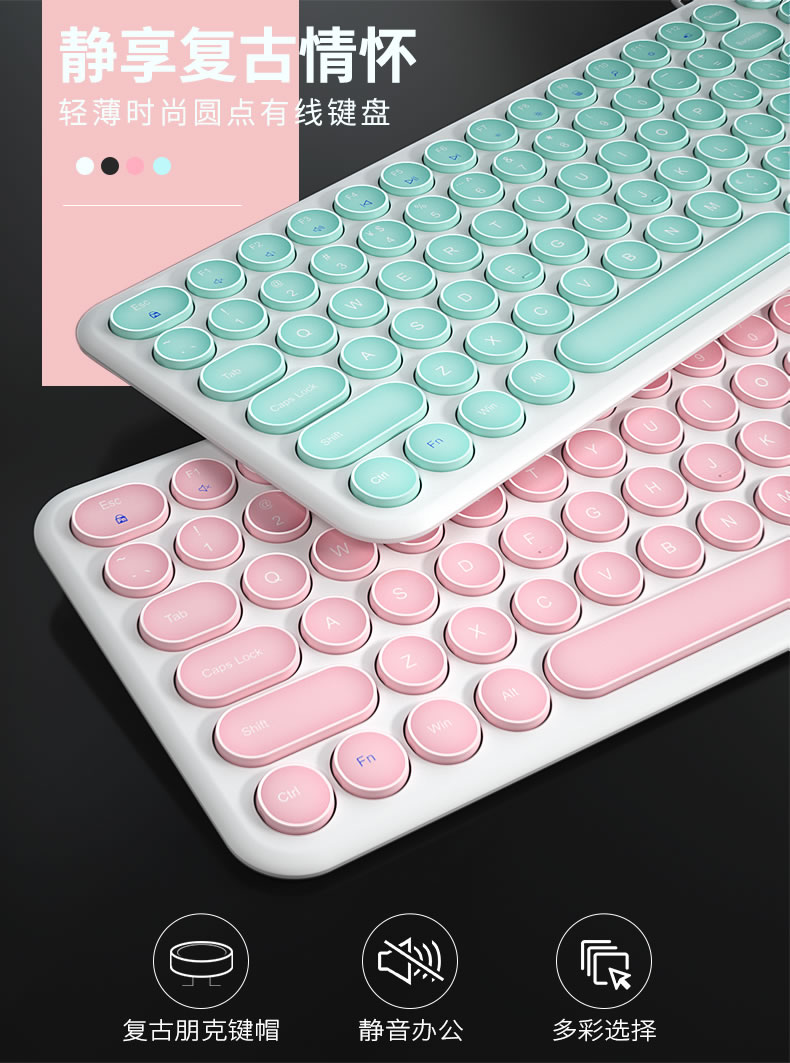 静享复古情怀
轻薄时尚圆点有线键盘
Esc F1 F2 F3 F4 F5 F6 F7 F8
~ ! 1 @ 2 # 3 ¥ $ 4 % 5 ^ 6 & 7 * 8
Tab Q W E R T Y U I O P
Caps Lock A S D F G H J K L
Shift Z X C V B N M
Ctrl Fn Win Alt
Esc F1
~ ! 1 @ 2 9 0
Tab Q W T Y U I O
Caps Lock A S D F G H J K
Shift Z X C V B N M
Ctrl Fn Win Alt
复古朋克键帽
静音办公
多彩选择